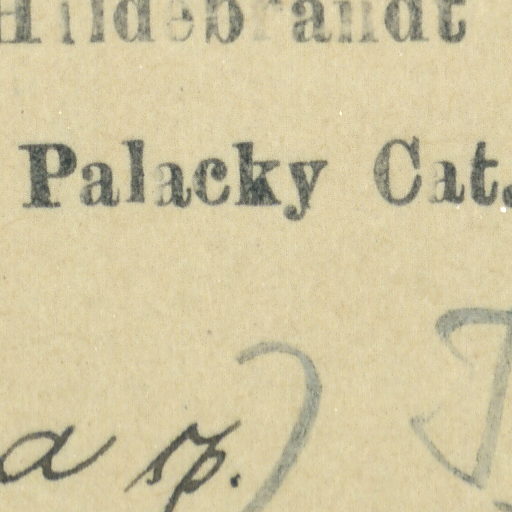 Hildebrandt
Palacky Cat.
a sp.)